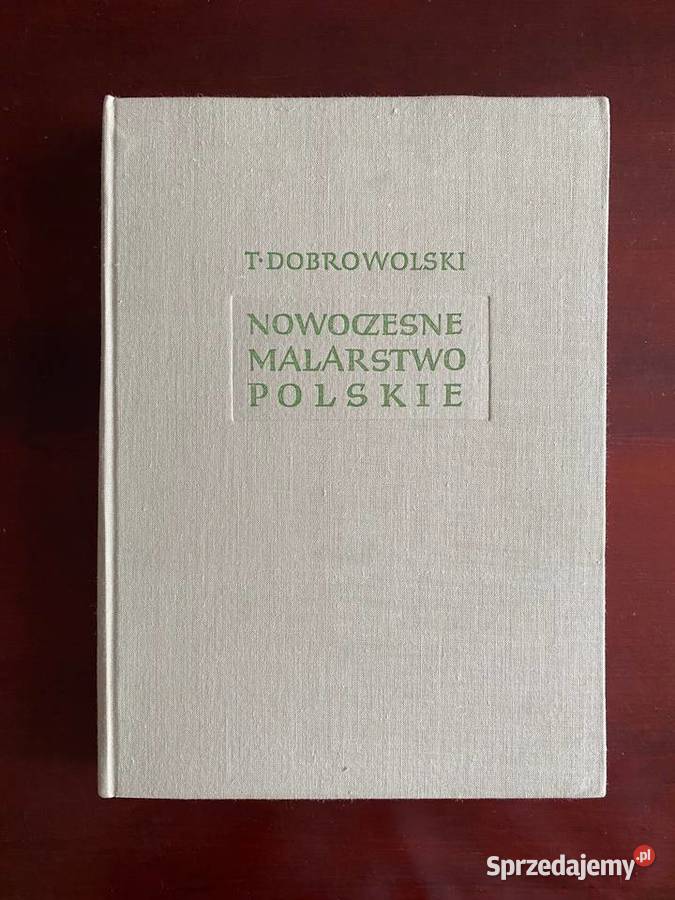 T·DOBROWOLSKI
NOWOCZESNE
MALARSTWO
POLSKIE
Sprzedajemy.pl